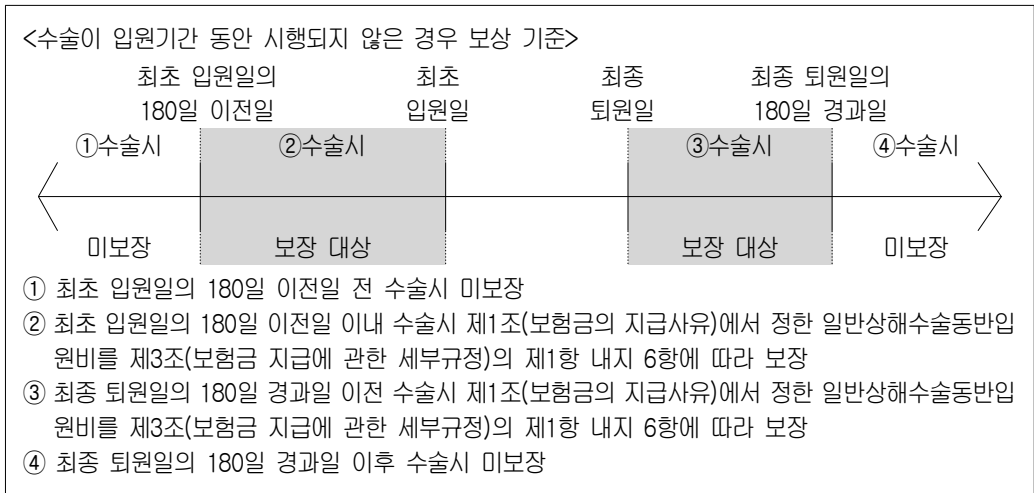 <수술이 입원기간 동안 시행되지 않은 경우 보상 기준>
최초 입원일의 최초 최종 최종 퇴원일의
180일 이전일 입원일 퇴원일 180일 경과일
①수술시 ②수술시 ③수술시 ④수술시
미보장 보장 대상 보장 대상 미보장
① 최초 입원일의 180일 이전일 전 수술시 미보장
② 최초 입원일의 180일 이전일 이내 수술시 제1조(보험금의 지급사유)에서 정한 일반상해수술동반입
원비를 제3조(보험금 지급에 관한 세부규정)의 제1항 내지 6항에 따라 보장
③ 최종 퇴원일의 180일 경과일 이전 수술시 제1조(보험금의 지급사유)에서 정한 일반상해수술동반입
원비를 제3조(보험금 지급에 관한 세부규정)의 제1항 내지 6항에 따라 보장
④ 최종 퇴원일의 180일 경과일 이후 수술시 미보장